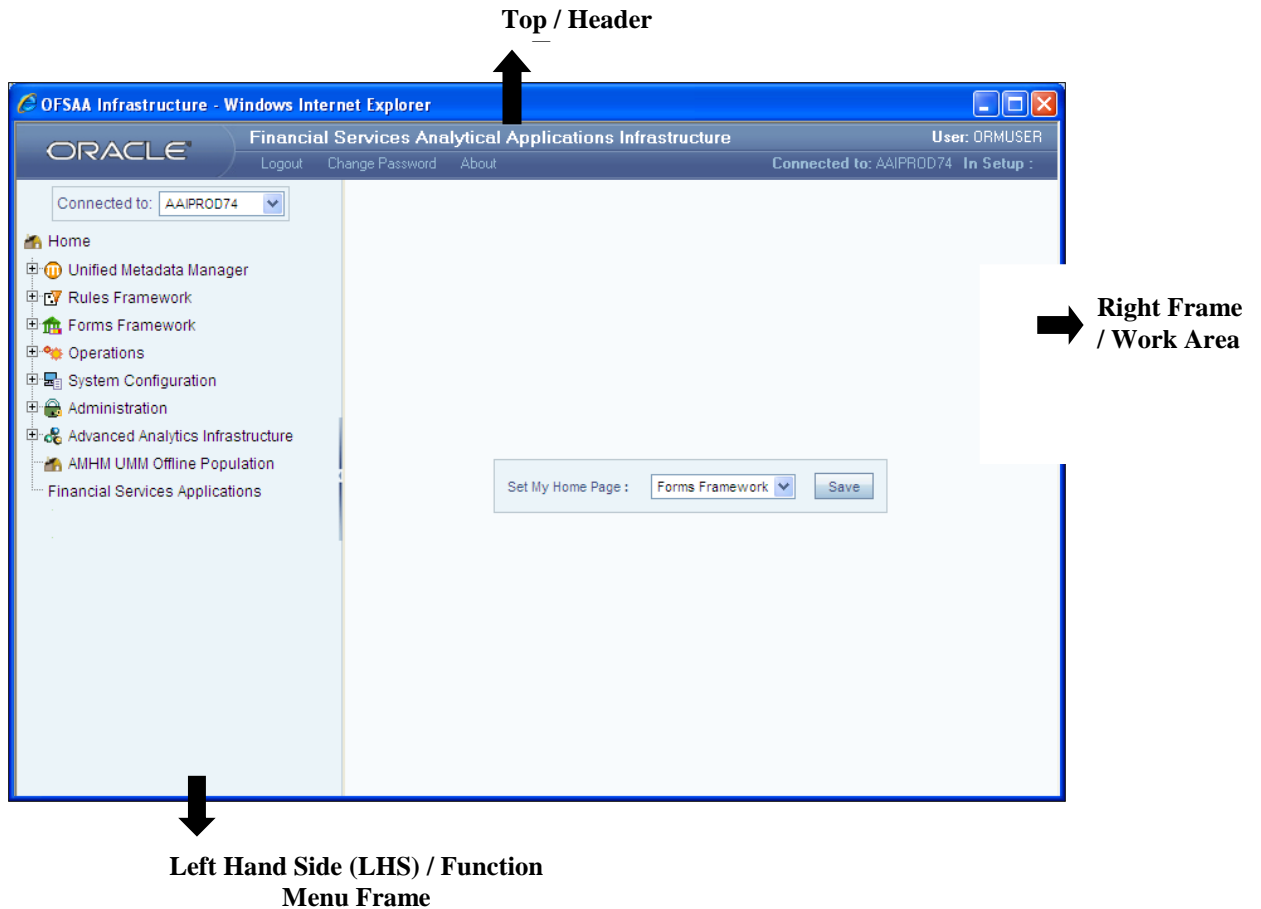 Top / Header
OFSAA Infrastructure - Windows Internet Explorer
ORACLE
Financial Services Analytical Applications Infrastructure
User: ORMUSER
Logout Change Password About
Connected to: AAIPROD74 In Setup :
Connected to: AAIPROD74
Home
Unified Metadata Manager
Rules Framework
Forms Framework
Operations
System Configuration
Administration
Advanced Analytics Infrastructure
AMHM UMM Offline Population
Financial Services Applications
Set My Home Page : Forms Framework Save
Right Frame
/ Work Area
Left Hand Side (LHS) / Function
Menu Frame